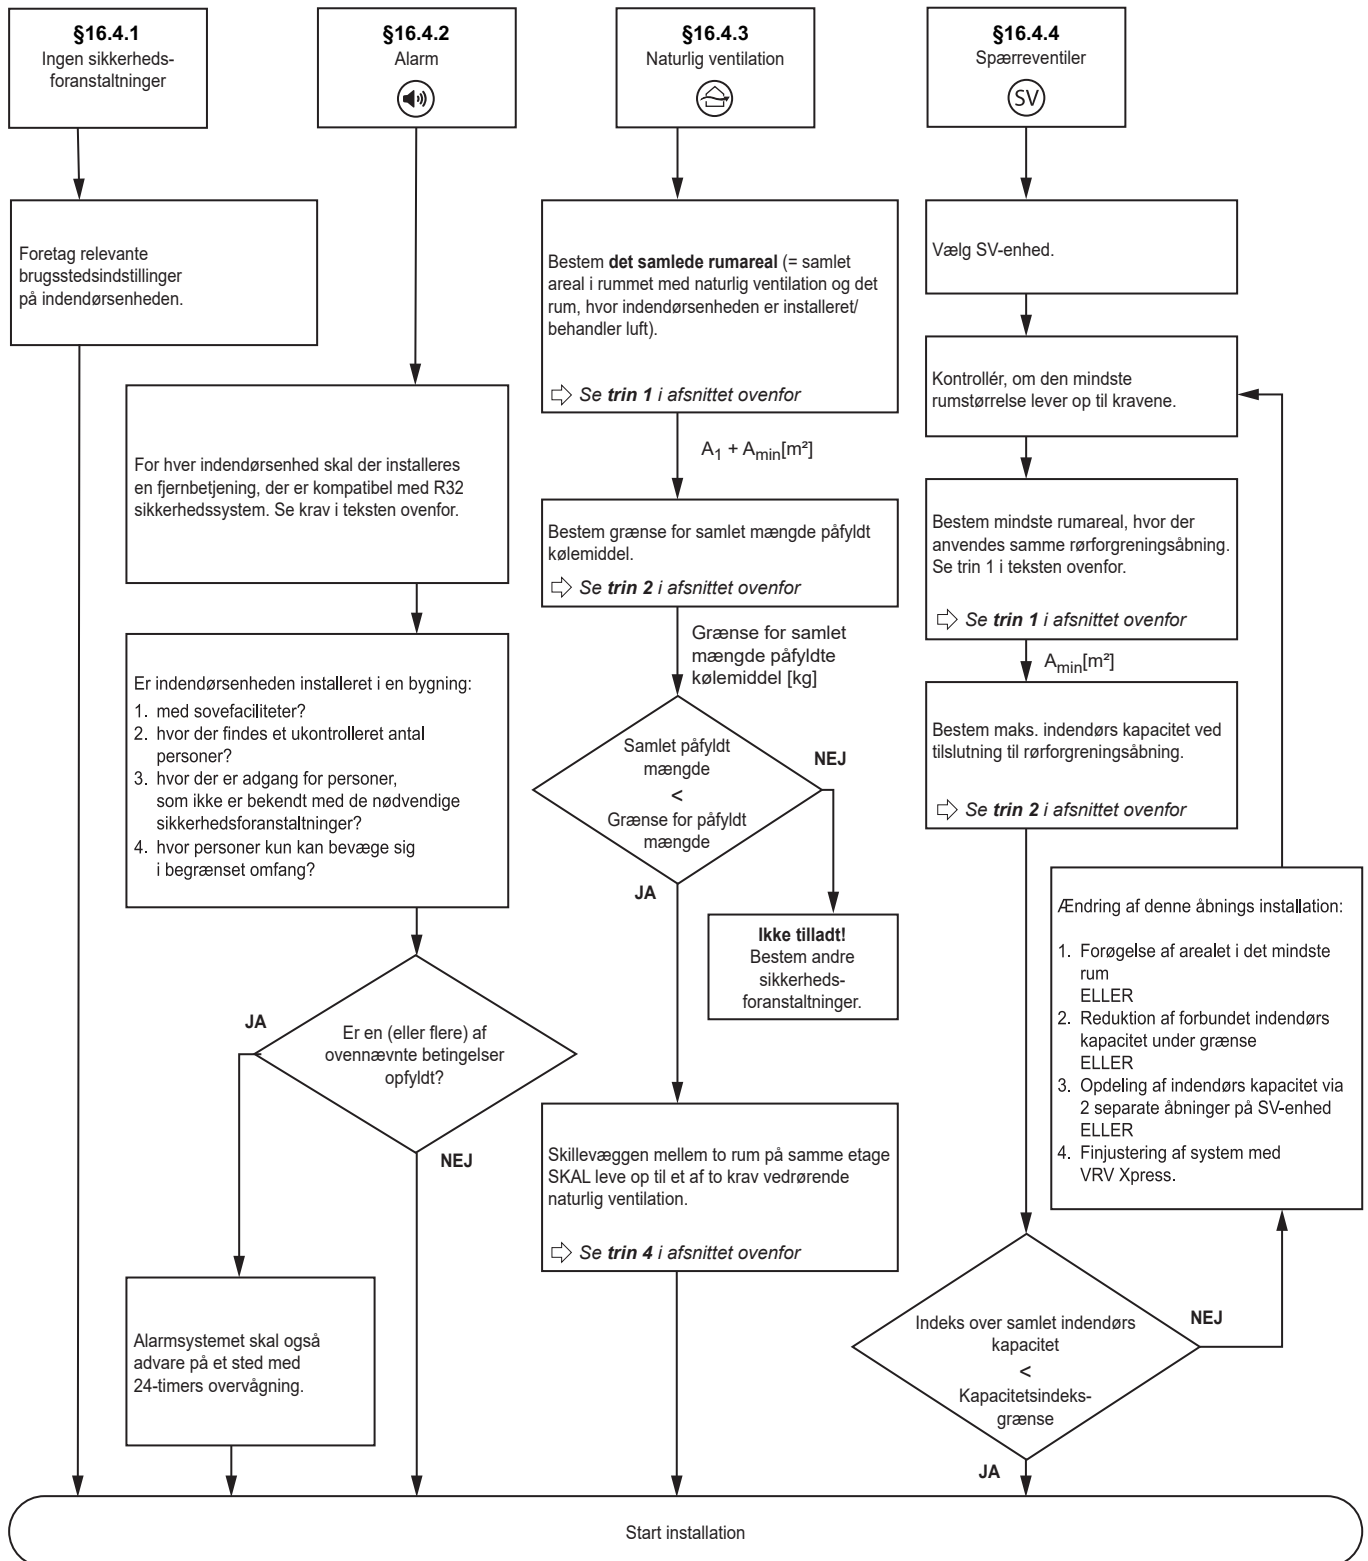 §16.4.1
Ingen sikkerheds-
foranstaltninger
§16.4.2
Alarm
§16.4.3
Naturlig ventilation
§16.4.4
Spærreventiler
SV
Foretag relevante
brugsstedsindstillinger
på indendørsenheden.
For hver indendørsenhed skal der installeres
en fjernbetjening, der er kompatibel med R32
sikkerhedssystem. Se krav i teksten ovenfor.
Er indendørsenheden installeret i en bygning:
1. med sovefaciliteter?
2. hvor der findes et ukontrolleret antal
personer?
3. hvor der er adgang for personer,
som ikke er bekendt med de nødvendige
sikkerhedsforanstaltninger?
4. hvor personer kun kan bevæge sig
i begrænset omfang?
JA
Er en (eller flere) af
ovennævnte betingelser
opfyldt?
NEJ
Alarmsystemet skal også
advare på et sted med
24-timers overvågning.
Bestem det samlede rumareal (= samlet
areal i rummet med naturlig ventilation og det
rum, hvor indendørsenheden er installeret/
behandler luft).
⇨ Se trin 1 i afsnittet ovenfor
A1 + Amin[m²]
Bestem grænse for samlet mængde påfyldt
kølemiddel.
⇨ Se trin 2 i afsnittet ovenfor
Grænse for samlet
mængde påfyldte
kølemiddel [kg]
Samlet påfyldt
mængde
<
Grænse for påfyldt
mængde
NEJ
JA
Ikke tilladt!
Bestem andre
sikkerheds-
foranstaltninger.
Skillevæggen mellem to rum på samme etage
SKAL leve op til et af to krav vedrørende
naturlig ventilation.
⇨ Se trin 4 i afsnittet ovenfor
Vælg SV-enhed.
Kontrollér, om den mindste
rumstørrelse lever op til kravene.
Bestem mindste rumareal, hvor der
anvendes samme rørforgreningsåbning.
Se trin 1 i teksten ovenfor.
⇨ Se trin 1 i afsnittet ovenfor
Amin[m²]
Bestem maks. indendørs kapacitet ved
tilslutning til rørforgreningsåbning.
⇨ Se trin 2 i afsnittet ovenfor
Ændring af denne åbnings installation:
1. Forøgelse af arealet i det mindste
rum
ELLER
2. Reduktion af forbundet indendørs
kapacitet under grænse
ELLER
3. Opdeling af indendørs kapacitet via
2 separate åbninger på SV-enhed
ELLER
4. Finjustering af system med
VRV Xpress.
Indeks over samlet indendørs
kapacitet
<
Kapacitetsindeks-
grænse
NEJ
JA
Start installation